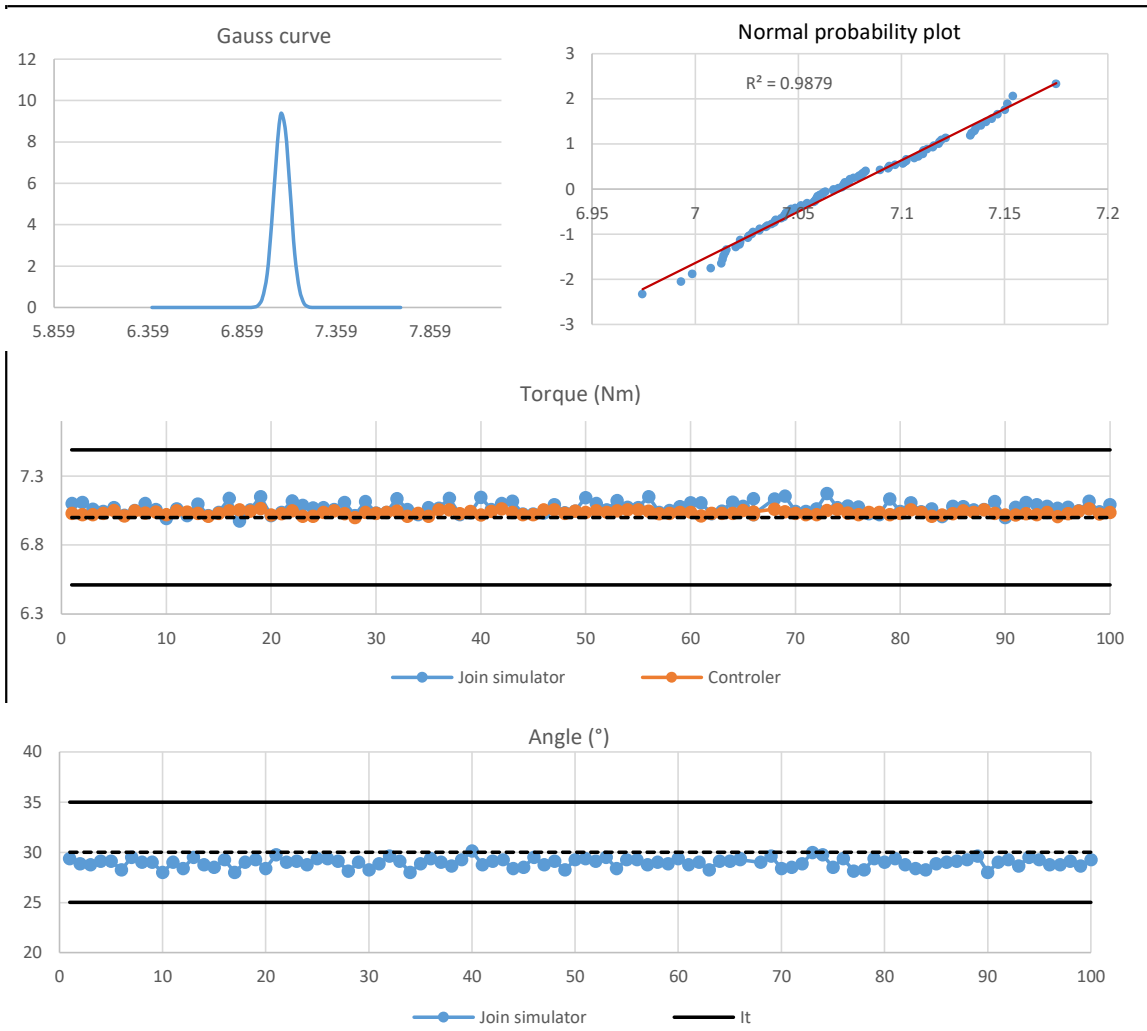 Gauss curve
12
10
8
6
4
2
0
5.859 6.359 6.859 7.359 7.859
Normal probability plot
R² = 0.9879
3
2
1
0
6.95 7 7.05 7.1 7.15 7.2
-1
-2
-3
Torque (Nm)
7.3
6.8
6.3
0 10 20 30 40 50 60 70 80 90 100
Join simulator Controler
Angle (°)
40
35
30
25
20
0 10 20 30 40 50 60 70 80 90 100
Join simulator lt